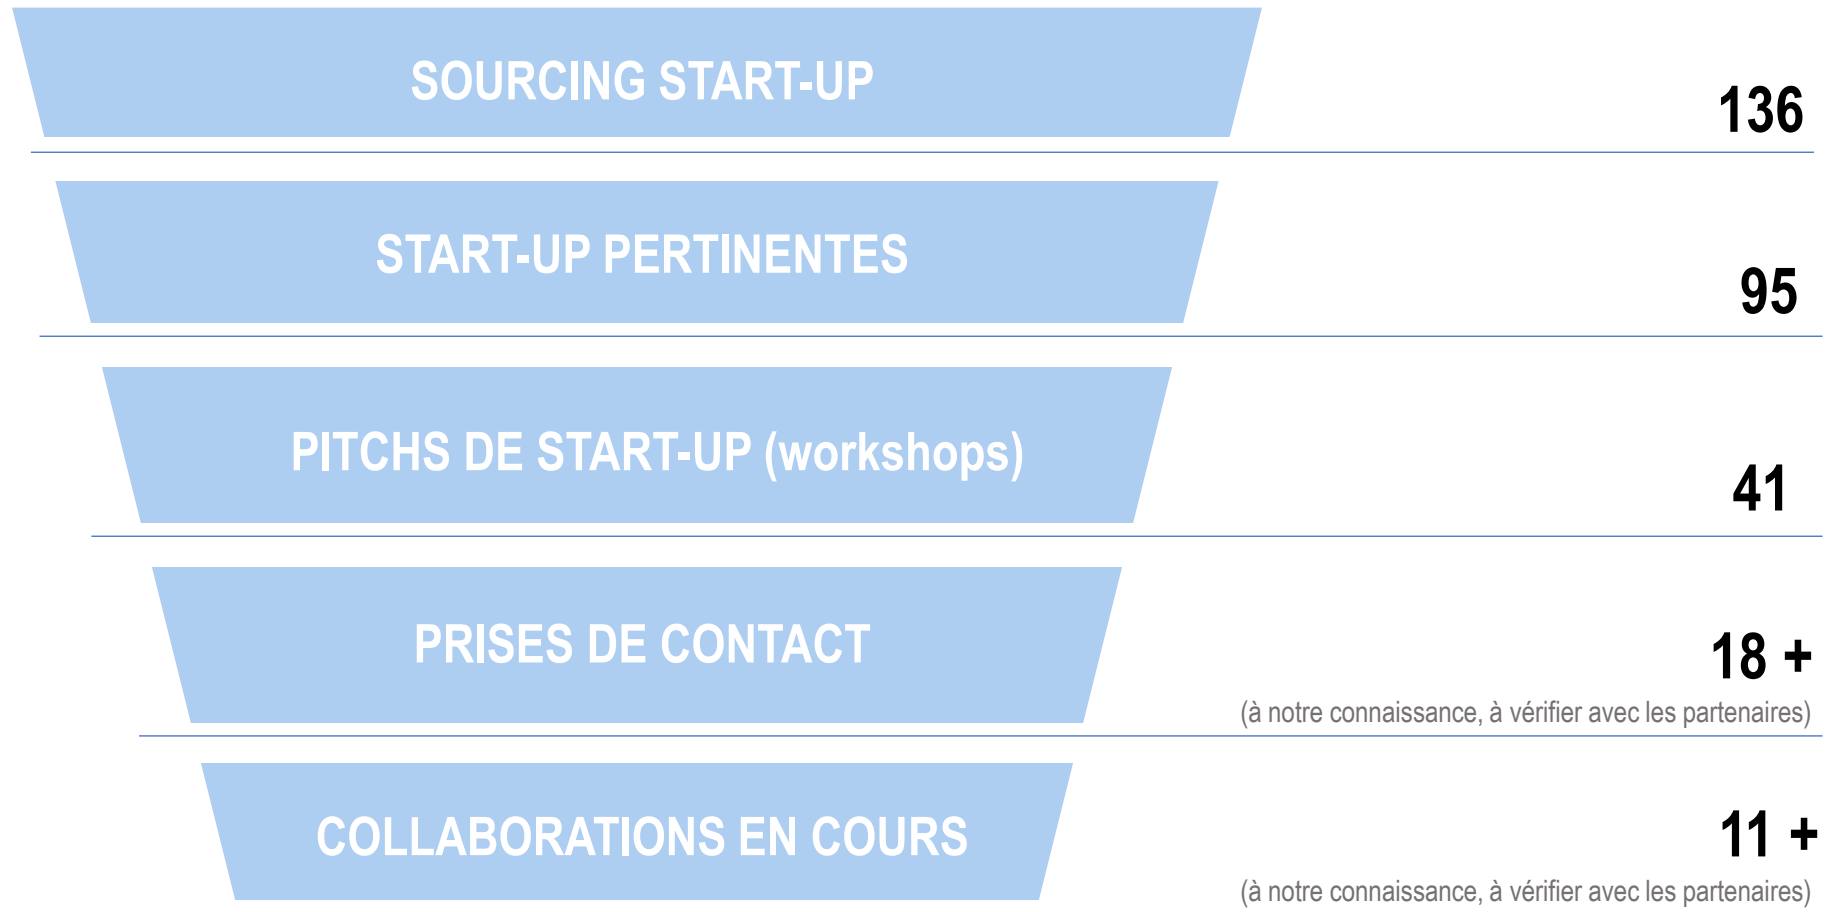 SOURCING START-UP
136
START-UP PERTINENTES
95
PITCHS DE START-UP (workshops)
41
PRISES DE CONTACT
18 +
(à notre connaissance, à vérifier avec les partenaires)
COLLABORATIONS EN COURS
11 +
(à notre connaissance, à vérifier avec les partenaires)